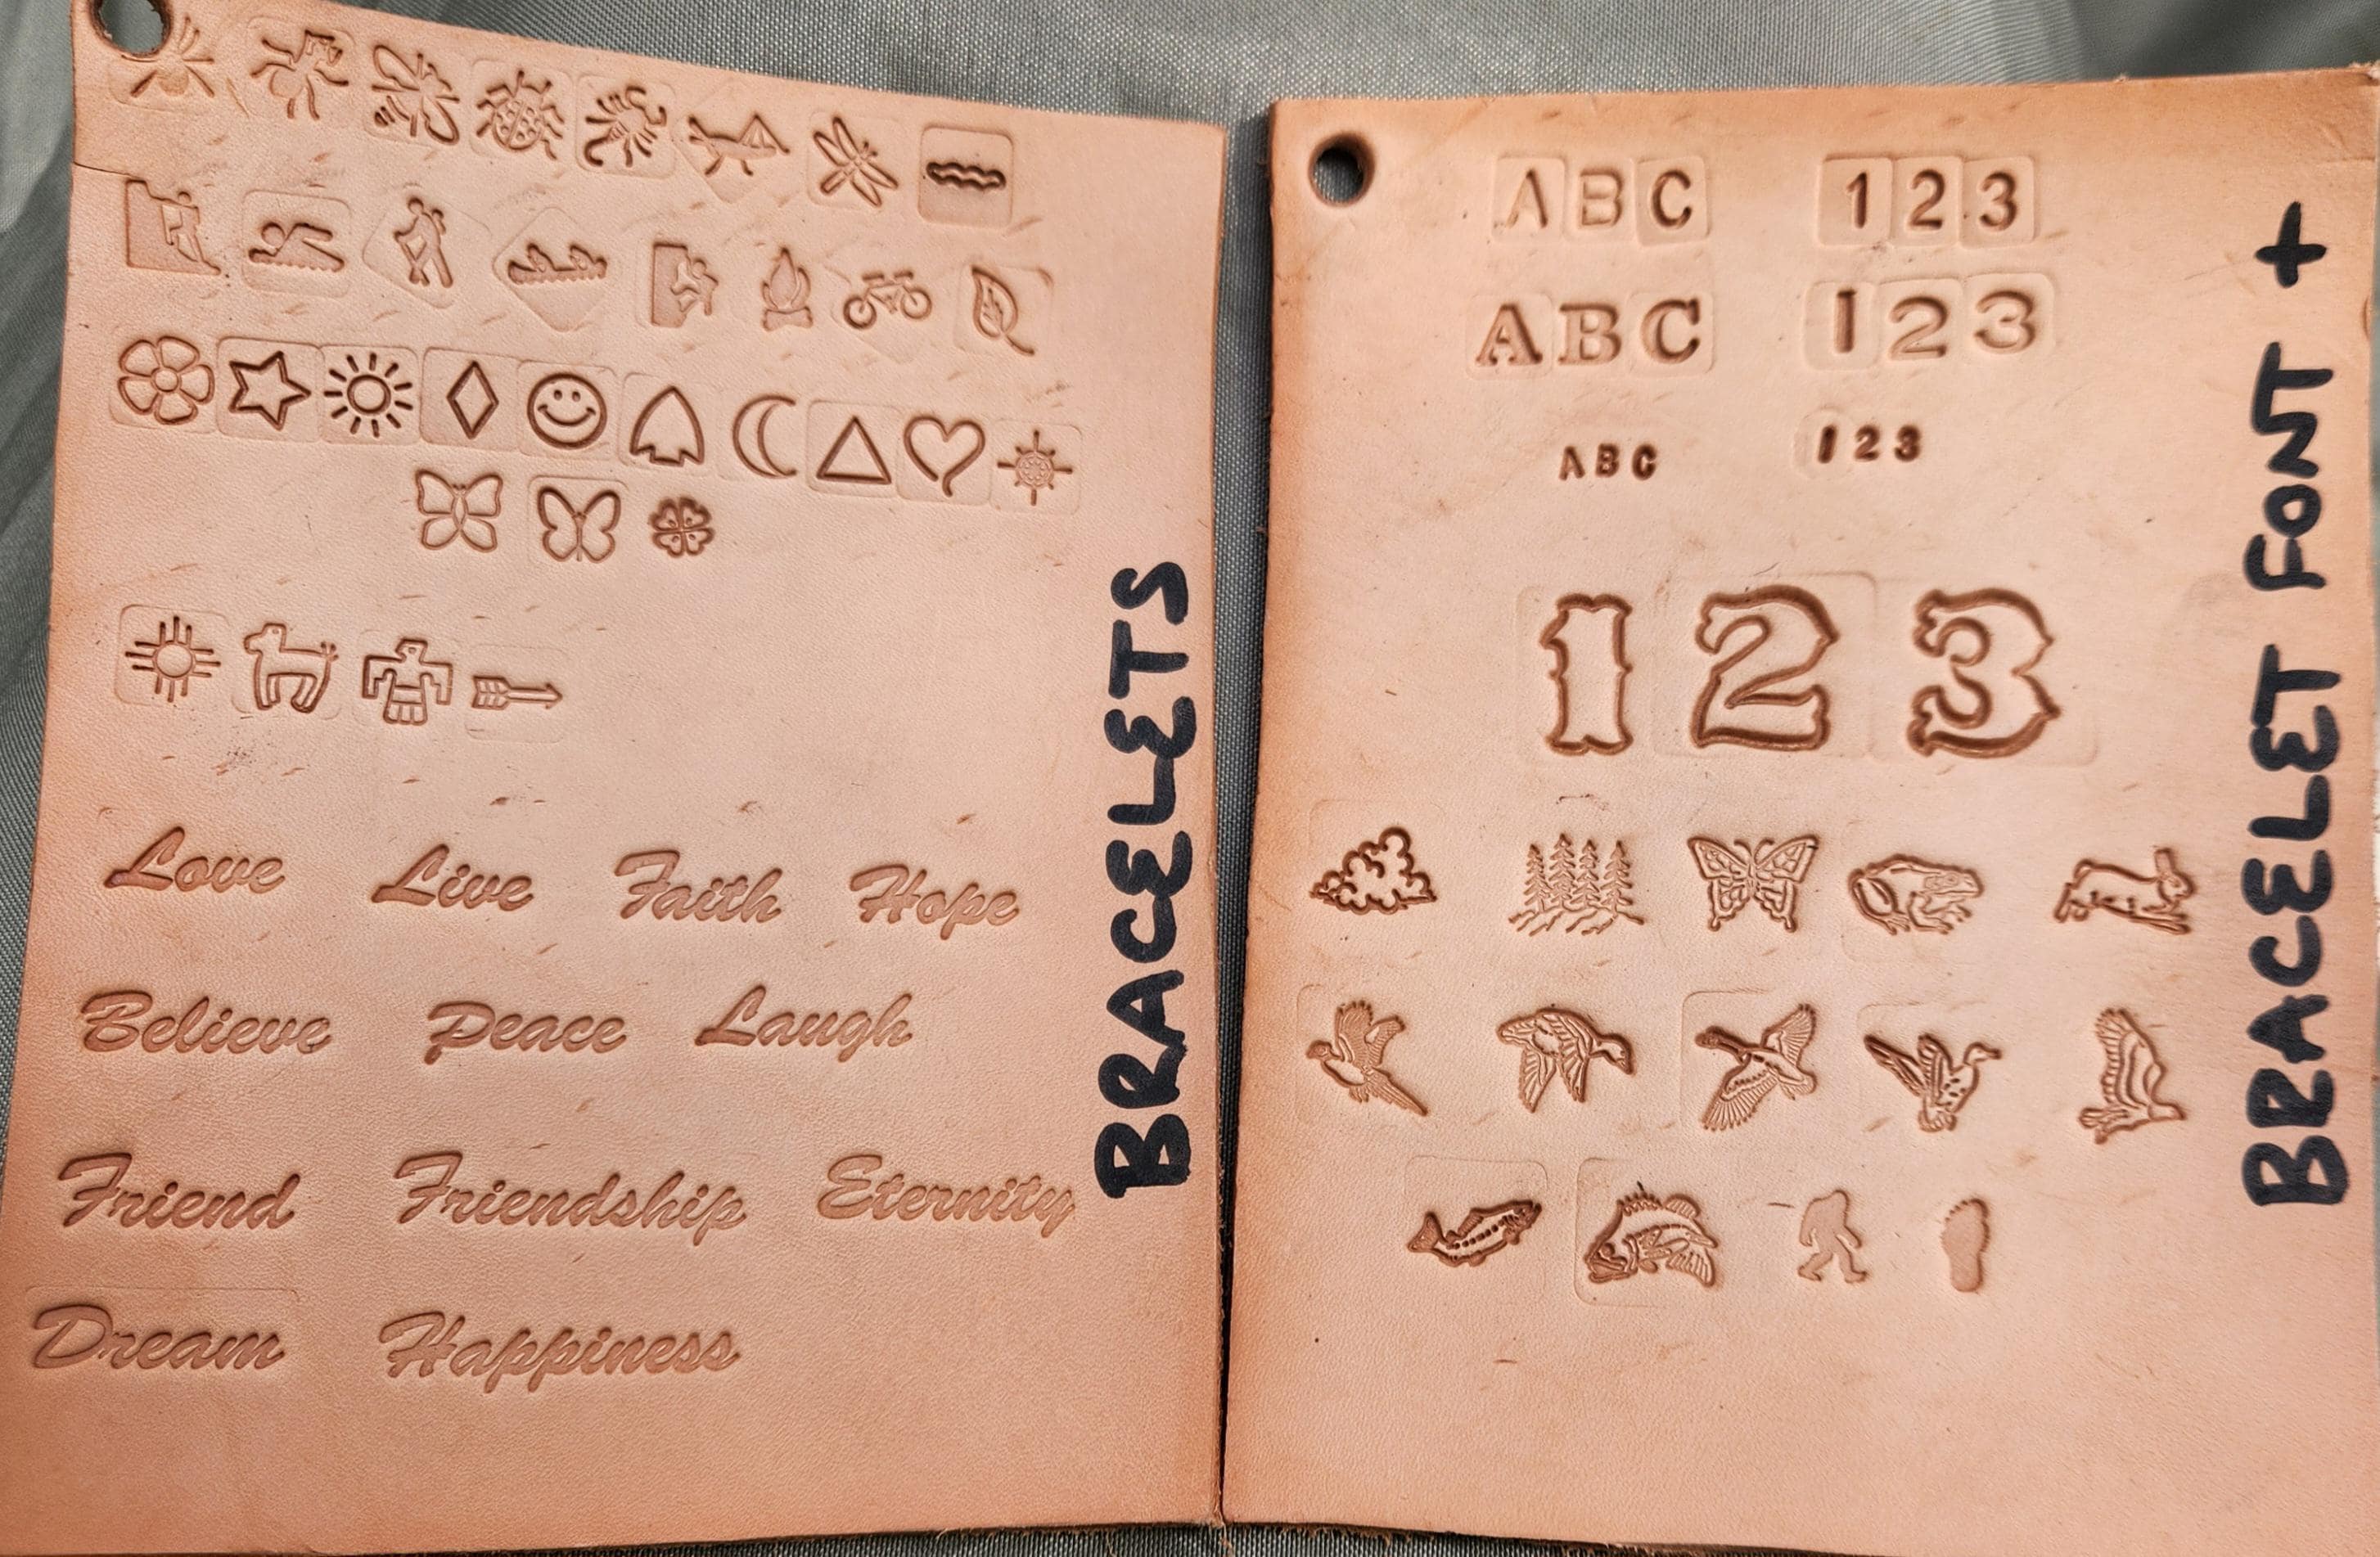 Love Live Faith Hope
Believe Peace Laugh
Friend Friendship Eternity
Dream Happiness
BRACELETS
ABC 123
ABC 123
ABC 123
123
BRACELET FONT +